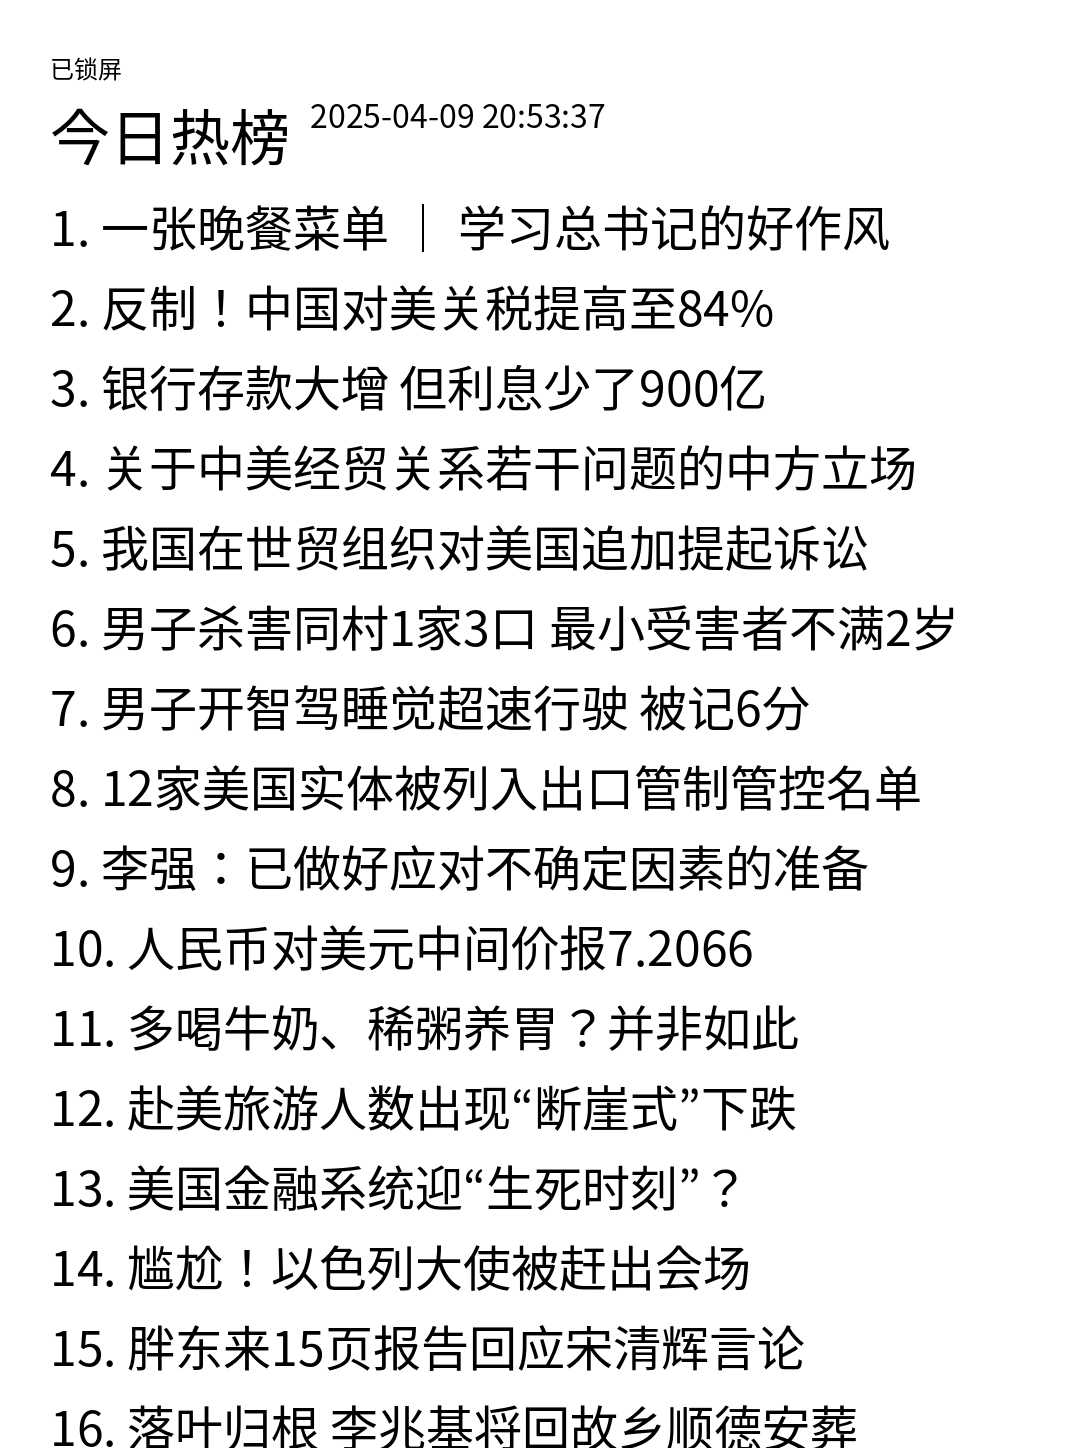 已锁屏
今日热榜 2025-04-09 20:53:37
1. 一张晚餐菜单 ｜ 学习总书记的好作风
2. 反制！中国对美关税提高至84%
3. 银行存款大增 但利息少了900亿
4. 关于中美经贸关系若干问题的中方立场
5. 我国在世贸组织对美国追加提起诉讼
6. 男子杀害同村1家3口 最小受害者不满2岁
7. 男子开智驾睡觉超速行驶 被记6分
8. 12家美国实体被列入出口管制管控名单
9. 李强：已做好应对不确定因素的准备
10. 人民币对美元中间价报7.2066
11. 多喝牛奶、稀粥养胃？并非如此
12. 赴美旅游人数出现“断崖式”下跌
13. 美国金融系统迎“生死时刻”？
14. 尴尬！以色列大使被赶出会场
15. 胖东来15页报告回应宋清辉言论
16. 落叶归根 李兆基将回故乡顺德安葬